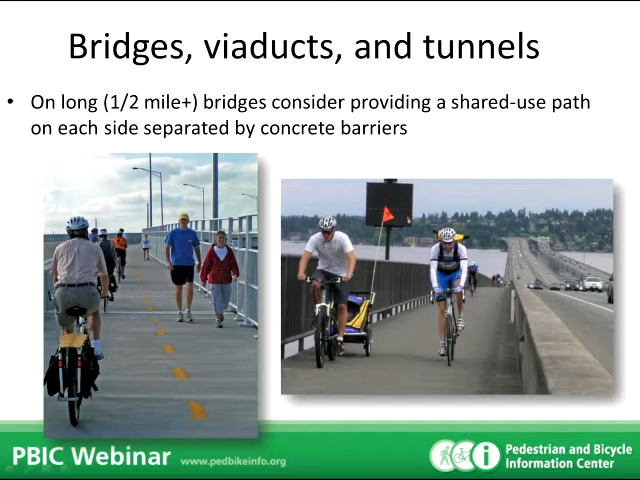 Bridges, viaducts, and tunnels
• On long (1/2 mile+) bridges consider providing a shared-use path
on each side separated by concrete barriers
PBIC Webinar www.pedbikeinfo.org
Pedestrian and Bicycle
Information Center